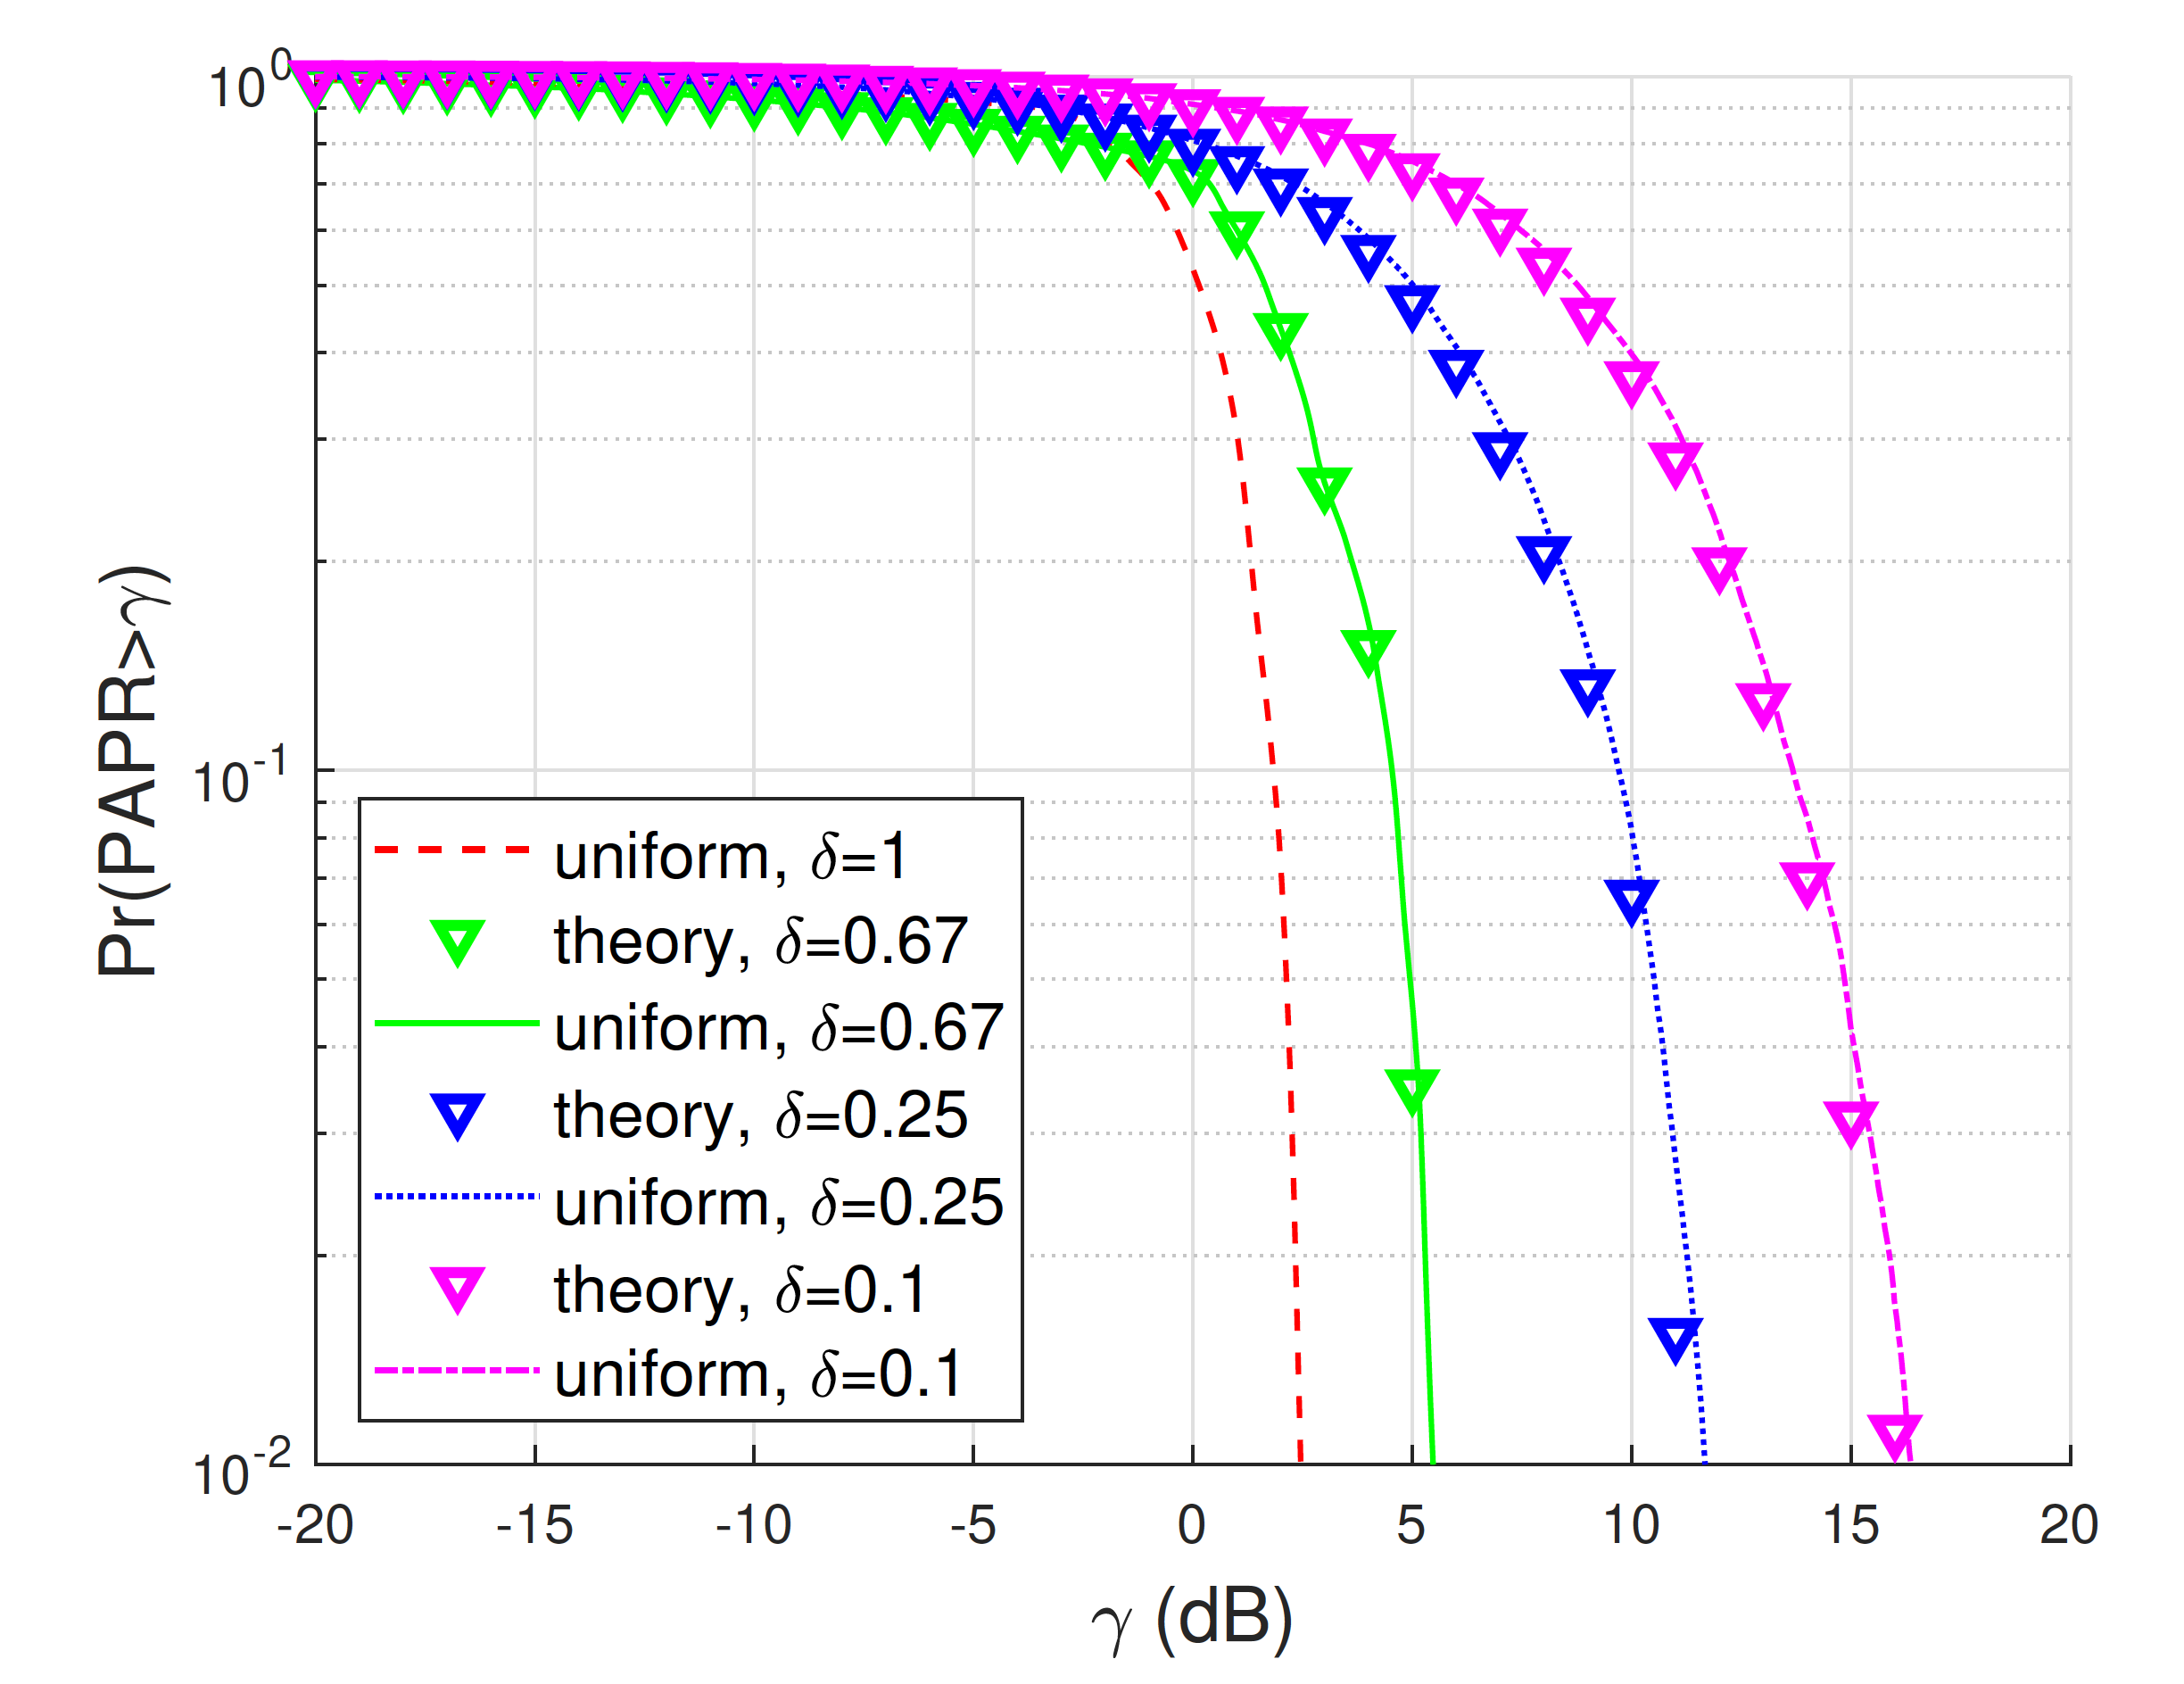 Pr(PAPR>γ)
10^0
10^-1
10^-2
uniform, δ=1
theory, δ=0.67
uniform, δ=0.67
theory, δ=0.25
uniform, δ=0.25
theory, δ=0.1
uniform, δ=0.1
-20 -15 -10 -5 0 5 10 15 20
γ (dB)